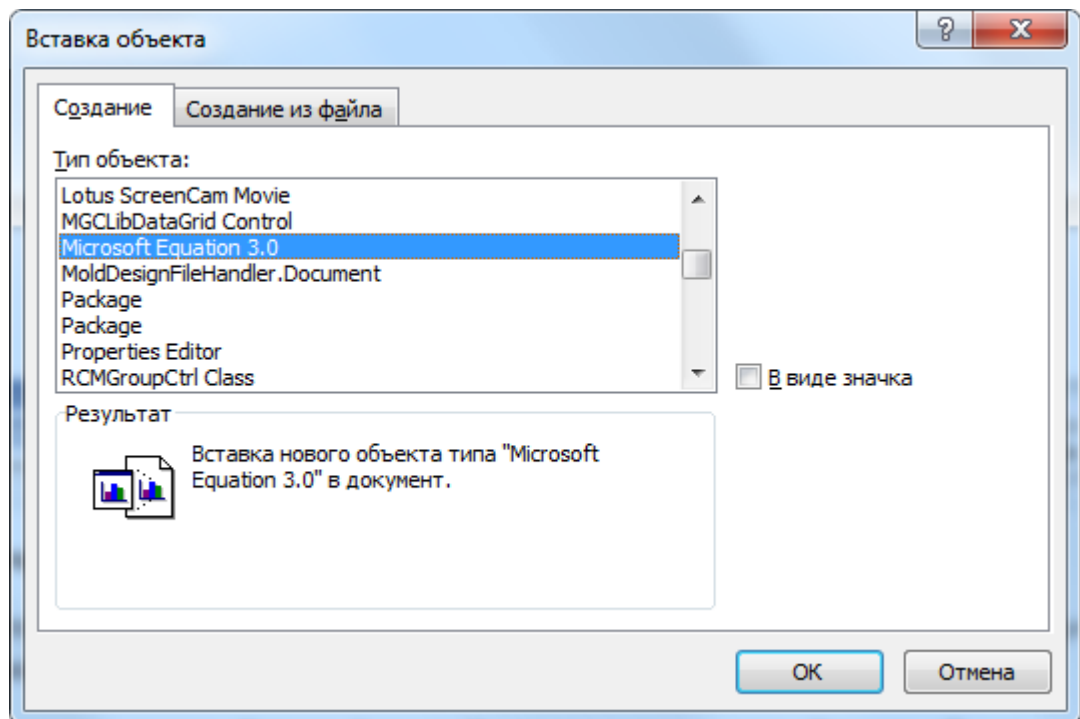 Вставка объекта
Создание
Создание из файла
Тип объекта:
Lotus ScreenCam Movie
MGCLibDataGrid Control
Microsoft Equation 3.0
MoldDesignFileHandler.Document
Package
Package
Properties Editor
RCMGroupCtrl Class
В виде значка
Результат
Вставка нового объекта типа "Microsoft
Equation 3.0" в документ.
ОК
Отмена